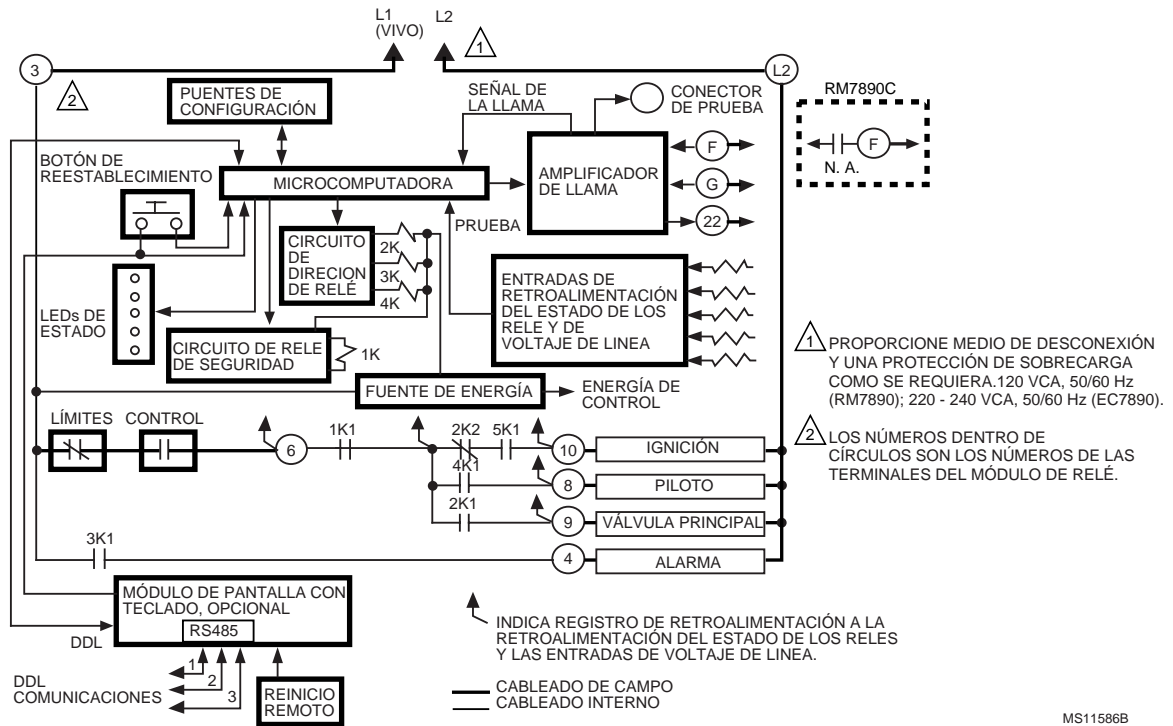 L1
(VIVO)
L2
1
3
2
L2
PUENTES DE
CONFIGURACIÓN
SEÑAL DE
LA LLAMA
CONECTOR
DE PRUEBA
RM7890C
F
N. A.
BOTÓN DE
REESTABLECIMIENTO
MICROCOMPUTADORA
AMPLIFICADOR
DE LLAMA
F
G
22
PRUEBA
CIRCUITO
DE
DIRECION
DE RELÉ
2K
3K
4K
ENTRADAS DE
RETROALIMENTACIÓN
DEL ESTADO DE LOS
RELE Y DE
VOLTAJE DE LINEA
LEDs DE
ESTADO
CIRCUITO DE RELE
DE SEGURIDAD
1K
FUENTE DE ENERGÍA
ENERGÍA DE
CONTROL
1 PROPORCIONE MEDIO DE DESCONEXIÓN
Y UNA PROTECCIÓN DE SOBRECARGA
COMO SE REQUIERA.120 VCA, 50/60 Hz
(RM7890); 220 - 240 VCA, 50/60 Hz (EC7890).
2 LOS NÚMEROS DENTRO DE
CÍRCULOS SON LOS NÚMEROS DE LAS
TERMINALES DEL MÓDULO DE RELÉ.
LÍMITES
CONTROL
6
1K1
2K2
5K1
10
IGNICIÓN
4K1
8
PILOTO
2K1
9
VÁLVULA PRINCIPAL
3K1
4
ALARMA
MÓDULO DE PANTALLA CON
TECLADO, OPCIONAL
RS485
DDL
1
2
3
DDL
COMUNICACIONES
REINICIO
REMOTO
INDICA REGISTRO DE RETROALIMENTACIÓN A LA
RETROALIMENTACIÓN DEL ESTADO DE LOS RELES
Y LAS ENTRADAS DE VOLTAJE DE LINEA.
CABLEADO DE CAMPO
CABLEADO INTERNO
MS11586B